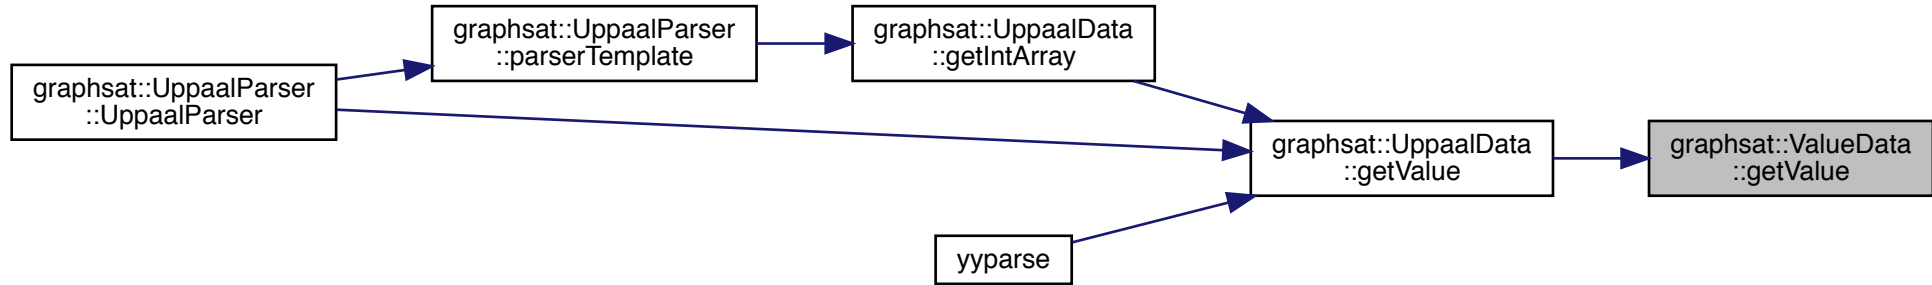 graphsat::UppaalParser
::UppaalParser
graphsat::UppaalParser
::parserTemplate
graphsat::UppaalData
::getIntArray
graphsat::UppaalData
::getValue
graphsat::ValueData
::getValue
yyparse